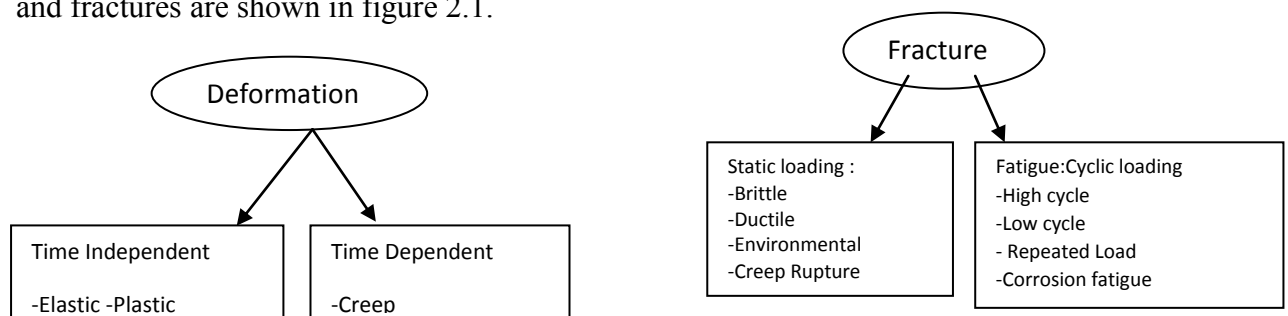 and fractures are shown in figure 2.1.
Deformation
Time Independent
-Elastic -Plastic
Time Dependent
-Creep
Fracture
Static loading :
-Brittle
-Ductile
-Environmental
-Creep Rupture
Fatigue:Cyclic loading
-High cycle
-Low cycle
- Repeated Load
-Corrosion fatigue